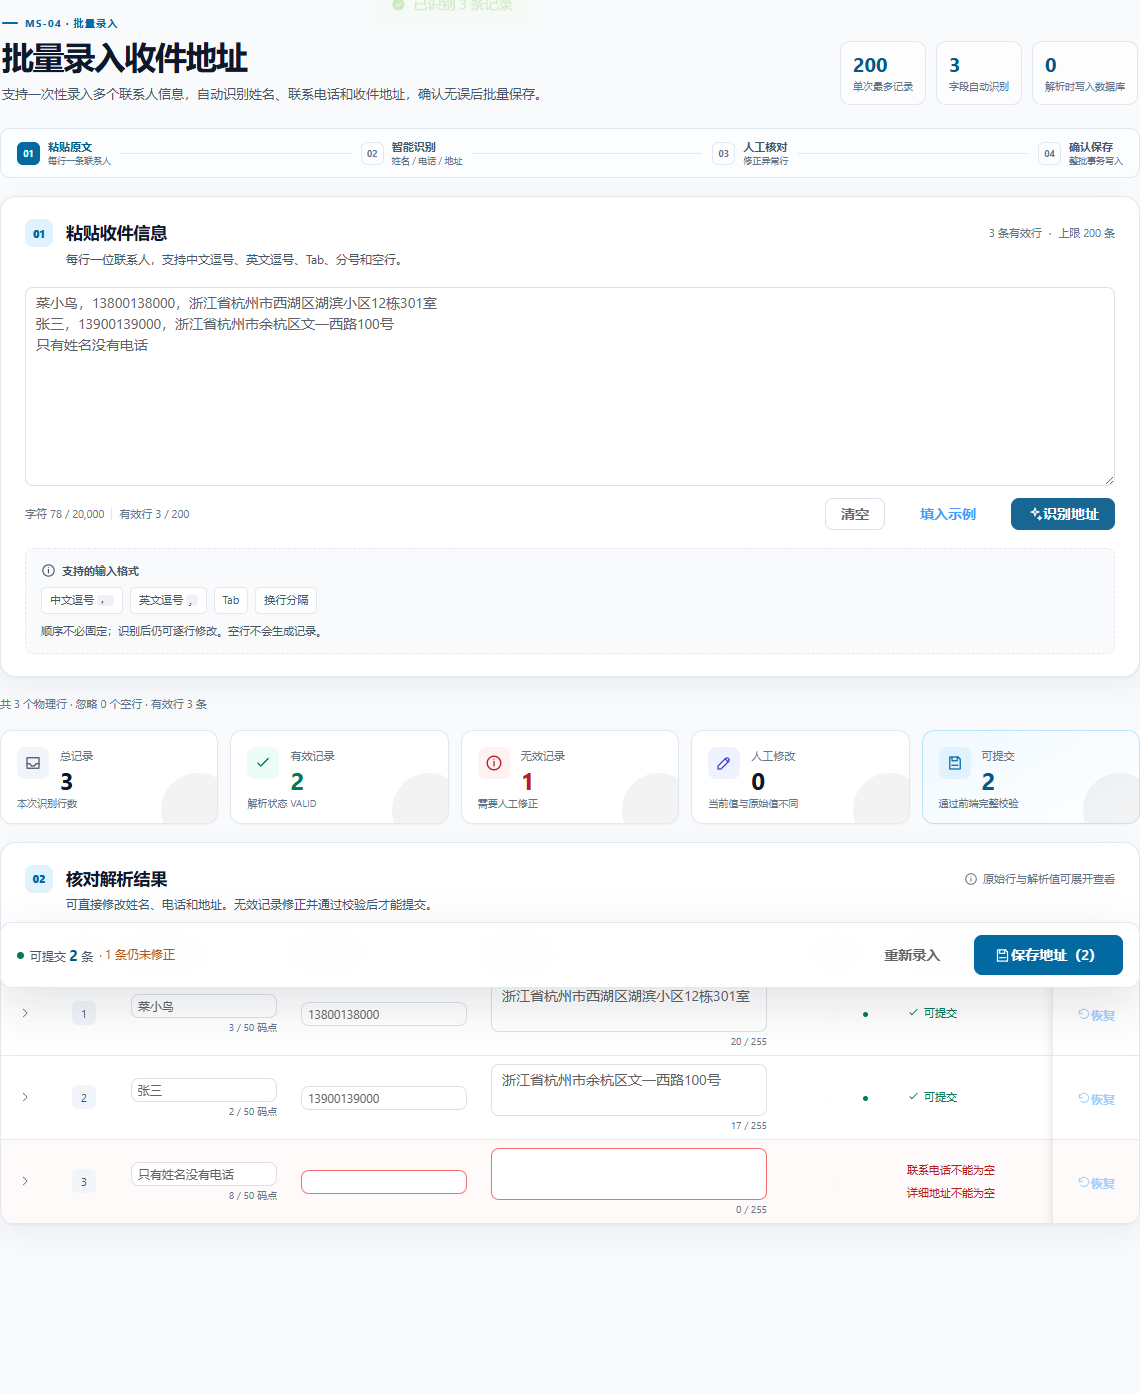 已识别 3 条记录
MS-04 · 批量录入
批量录入收件地址
支持一次性录入多个联系人信息，自动识别姓名、联系电话和收件地址，确认无误后批量保存。
200
单次最多记录
3
字段自动识别
0
解析时写入数据库
01
粘贴原文
每行一条联系人
02
智能识别
姓名 / 电话 / 地址
03
人工核对
修正异常行
04
确认保存
整批事务写入
01
粘贴收件信息
每行一位联系人，支持中文逗号、英文逗号、Tab、分号和空行。
3 条有效行 · 上限 200 条
菜小鸟，13800138000，浙江省杭州市西湖区湖滨小区12栋301室
张三，13900139000，浙江省杭州市余杭区文一西路100号
只有姓名没有电话
字符 78 / 20,000
有效行 3 / 200
清空
填入示例
识别地址
支持的输入格式
中文逗号 ，
英文逗号 ,
Tab
换行分隔
顺序不必固定；识别后仍可逐行修改。空行不会生成记录。
共 3 个物理行 · 忽略 0 个空行 · 有效行 3 条
总记录
3
本次识别行数
有效记录
2
解析状态 VALID
无效记录
1
需要人工修正
人工修改
0
当前值与原始值不同
可提交
2
通过前端完整校验
02
核对解析结果
可直接修改姓名、电话和地址。无效记录修正并通过校验后才能提交。
原始行与解析值可展开查看
可提交 2 条 · 1 条仍未修正
重新录入
保存地址（2）
1
菜小鸟
3 / 50 码点
13800138000
浙江省杭州市西湖区湖滨小区12栋301室
20 / 255
可提交
恢复
2
张三
2 / 50 码点
13900139000
浙江省杭州市余杭区文一西路100号
17 / 255
可提交
恢复
3
只有姓名没有电话
8 / 50 码点
0 / 255
联系电话不能为空
详细地址不能为空
恢复